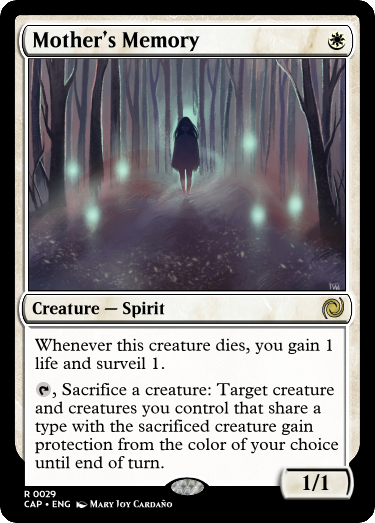 Mother's Memory
Creature — Spirit
Whenever this creature dies, you gain 1
life and surveil 1.
, Sacrifice a creature: Target creature
and creatures you control that share a
type with the sacrificed creature gain
protection from the color of your choice
until end of turn.
1/1
R 0029
CAP • ENG Mary Joy Cardaño